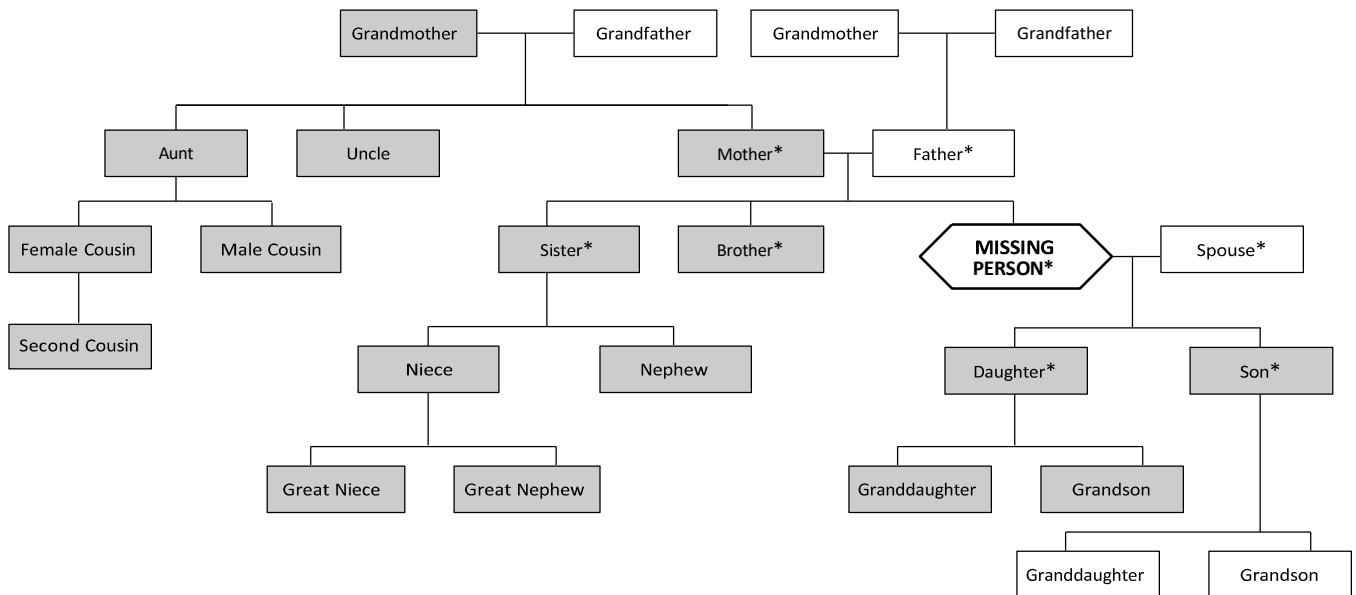 Grandmother
Grandfather
Grandmother
Grandfather
Aunt
Uncle
Mother*
Father*
Female Cousin
Male Cousin
Sister*
Brother*
MISSING
PERSON*
Spouse*
Second Cousin
Niece
Nephew
Daughter*
Son*
Great Niece
Great Nephew
Granddaughter
Grandson
Granddaughter
Grandson